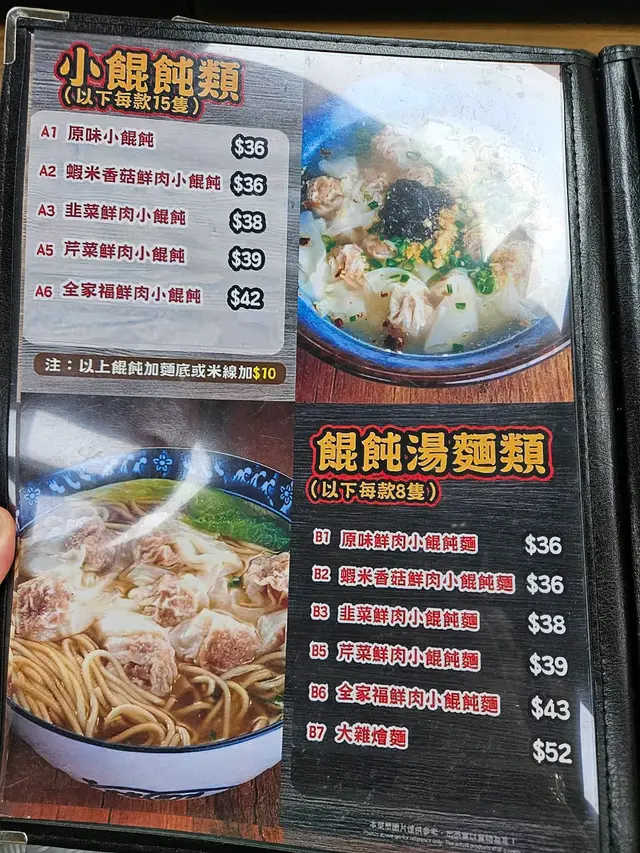 小餛飩類
(以下每款15隻)
A1 原味小餛飩 $36
A2 蝦米香菇鮮肉小餛飩 $36
A3 韭菜鮮肉小餛飩 $38
A5 芹菜鮮肉小餛飩 $39
A6 全家福鮮肉小餛飩 $42
注：以上餛飩加麵底或米線加$10
餛飩湯麵類
(以下每款8隻)
B1 原味鮮肉小餛飩麵 $36
B2 蝦米香菇鮮肉小餛飩麵 $36
B3 韭菜鮮肉小餛飩麵 $38
B5 芹菜鮮肉小餛飩麵 $39
B6 全家福鮮肉小餛飩麵 $43
B7 大雜燴麵 $52